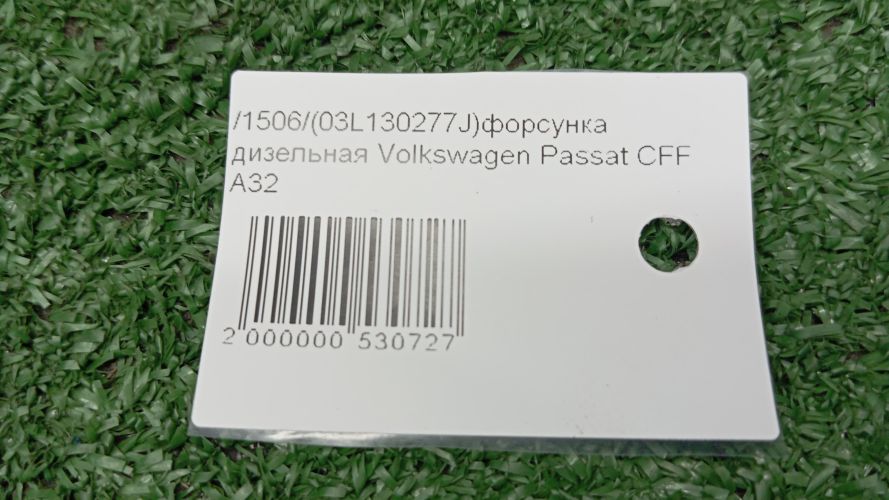 /1506/(03L130277J)форсунка
дизельная Volkswagen Passat CFF
A32
2 000000 530727